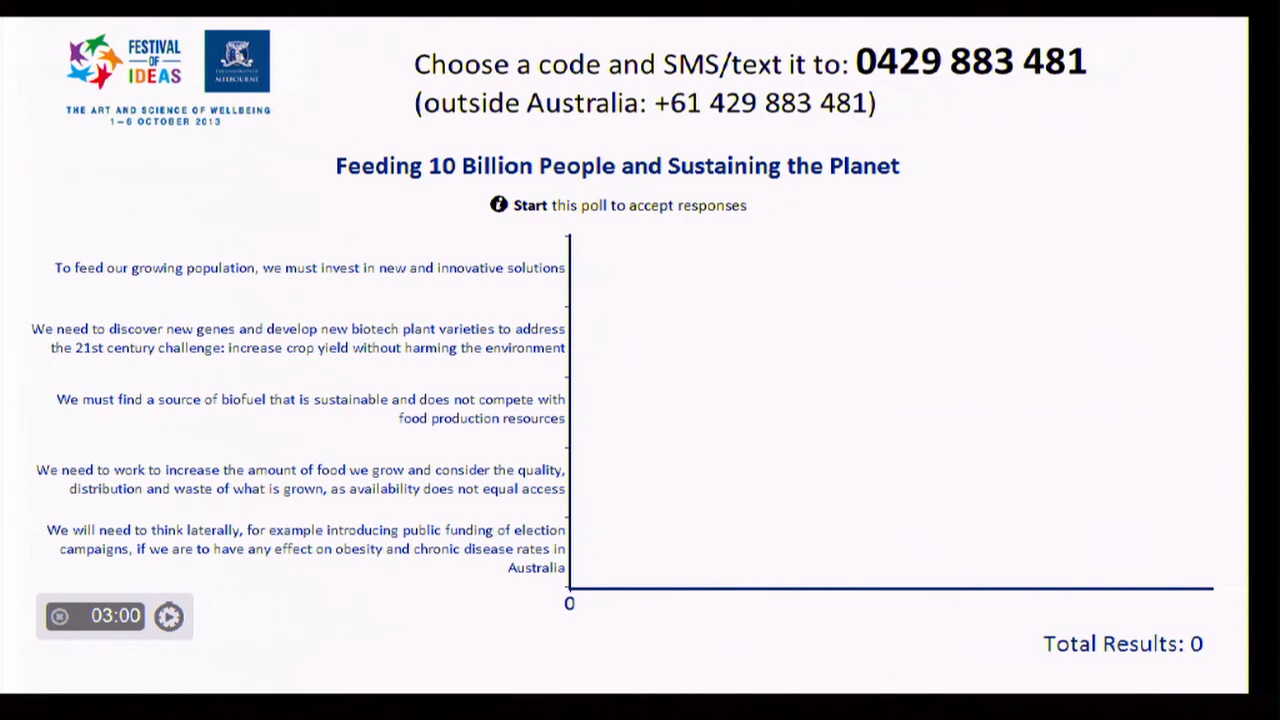 FESTIVAL
OF
IDEAS
THE UNIVERSITY OF
MELBOURNE
THE ART AND SCIENCE OF WELLBEING
1–6 OCTOBER 2013
Choose a code and SMS/text it to: 0429 883 481
(outside Australia: +61 429 883 481)
Feeding 10 Billion People and Sustaining the Planet
Start this poll to accept responses
To feed our growing population, we must invest in new and innovative solutions
We need to discover new genes and develop new biotech plant varieties to address
the 21st century challenge: increase crop yield without harming the environment
We must find a source of biofuel that is sustainable and does not compete with
food production resources
We need to work to increase the amount of food we grow and consider the quality,
distribution and waste of what is grown, as availability does not equal access
We will need to think laterally, for example introducing public funding of election
campaigns, if we are to have any effect on obesity and chronic disease rates in
Australia
0
03:00
Total Results: 0